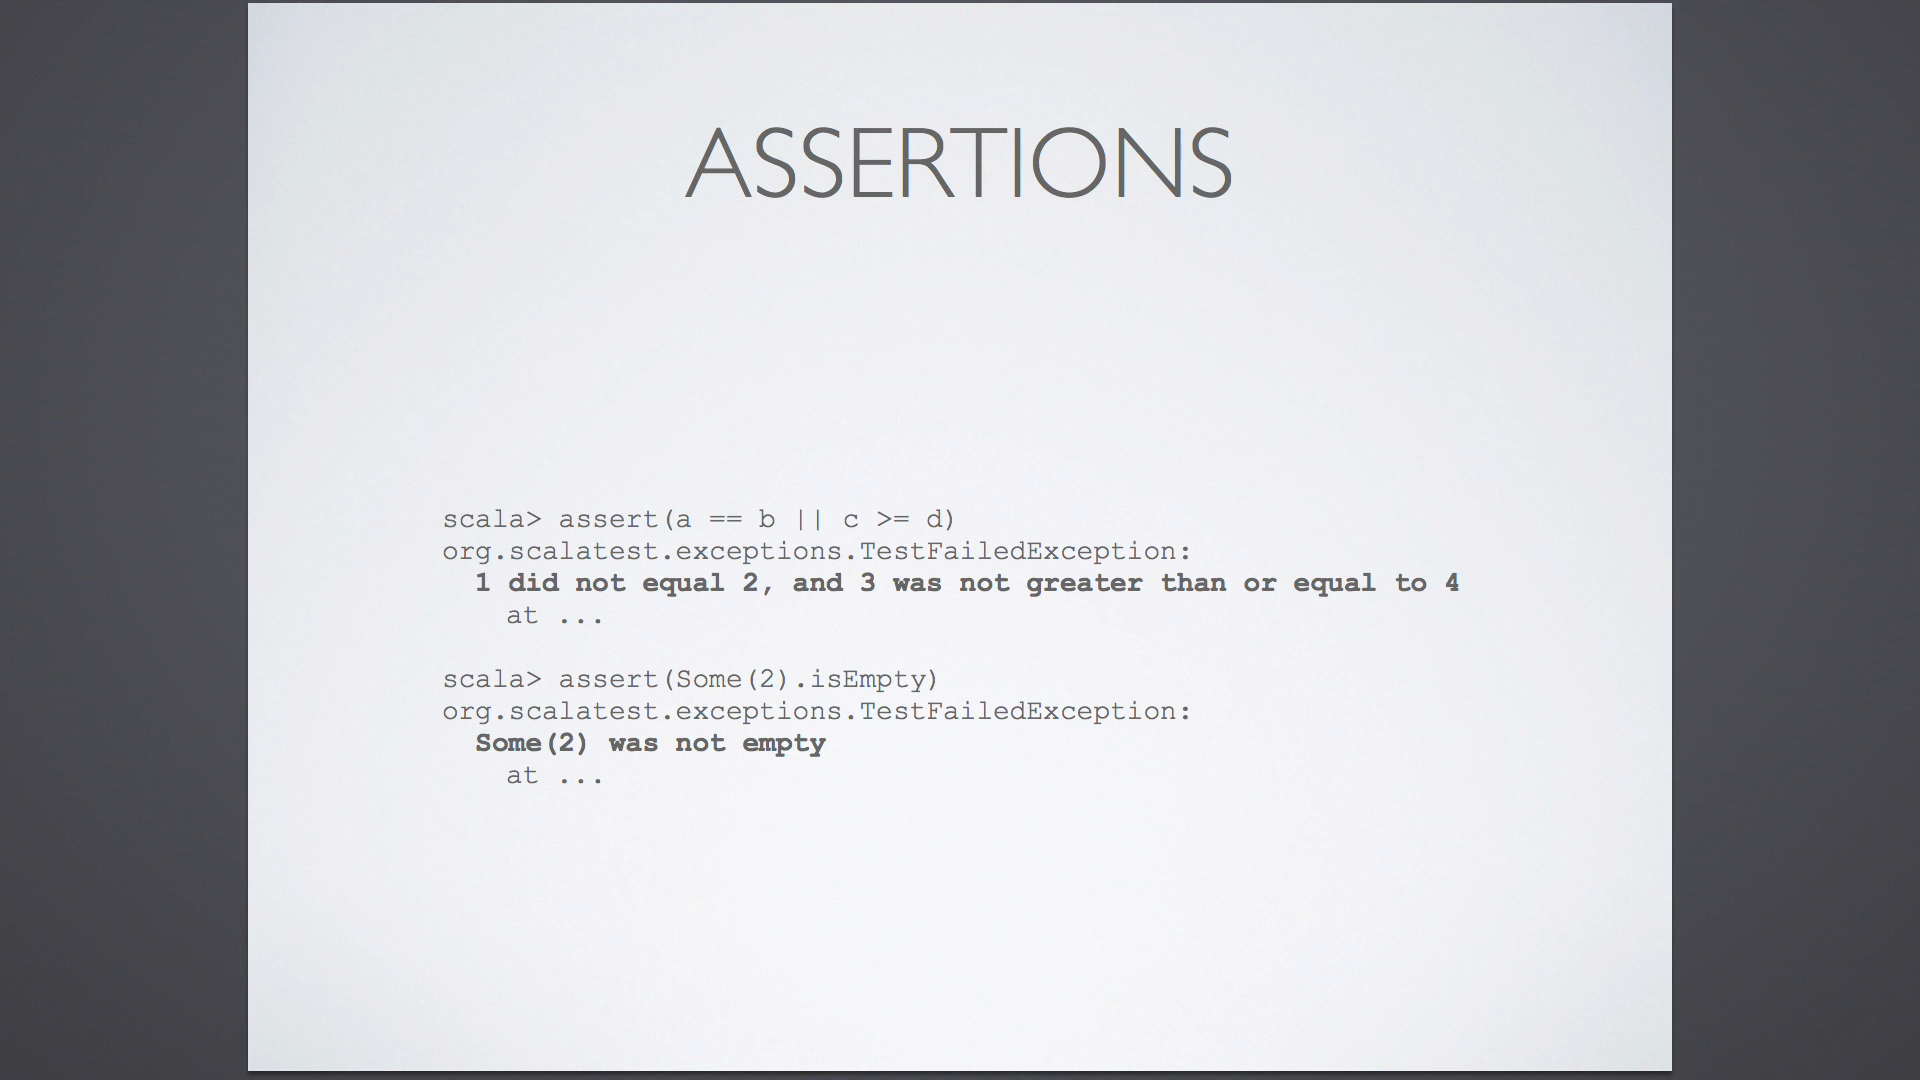 ASSERTIONS
scala> assert(a == b || c >= d)
org.scalatest.exceptions.TestFailedException:
1 did not equal 2, and 3 was not greater than or equal to 4
at ...
scala> assert(Some(2).isEmpty)
org.scalatest.exceptions.TestFailedException:
Some(2) was not empty
at ...